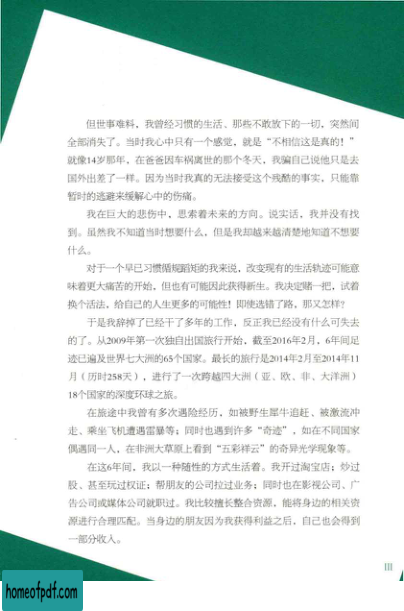 但世事难料，我曾经习惯的生活、那些不敢放下的一切，突然间
全部消失了。当时我心中只有一个感觉，就是“不相信这是真的！”
就像14岁那年，在爸爸因车祸离世的那个冬天，我骗自己说他只是去
国外出差了一样。因为当时我真的无法接受这个残酷的事实，只能靠
暂时的逃避来缓解心中的伤痛。
我在巨大的悲伤中，思索着未来的方向。说实话，我并没有找
到。虽然我不知道当时想要什么，但是我却越来越清楚地知道不想要
什么。
对于一个早已习惯循规蹈矩的我来说，改变现有的生活轨迹可能意
味着更大痛苦的开始，但也有可能因此获得新生。我决定赌一把，试着
换个活法，给自己的人生更多的可能性！即使选错了路，那又怎样？
于是我辞掉了已经干了多年的工作，反正我已经没有什么可失去
的了。从2009年第一次独自出国旅行开始，截至2016年2月，6年间足
迹已遍及世界七大洲的65个国家。最长的旅行是2014年2月至2014年11
月（历时258天），进行了一次跨越四大洲（亚、欧、非、大洋洲）
18个国家的深度环球之旅。
在旅途中我曾有多次遇险经历，如被野生犀牛追赶、被激流冲
走、乘坐飞机遭遇雷暴等；同时也遇到许多“奇迹”，如在不同国家
偶遇同一人，在非洲大草原上看到“五彩祥云”的奇异光学现象等。
在这6年间，我以一种随性的方式生活着。我开过淘宝店；炒过
股、甚至玩过权证；帮朋友的公司拉过业务；同时也在影视公司、广
告公司或媒体公司就职过。我比较擅长整合资源，能将身边的相关资
源进行合理匹配。当身边的朋友因为我获得利益之后，自己也会得到
一部分收入。
III
homeofpdf.com